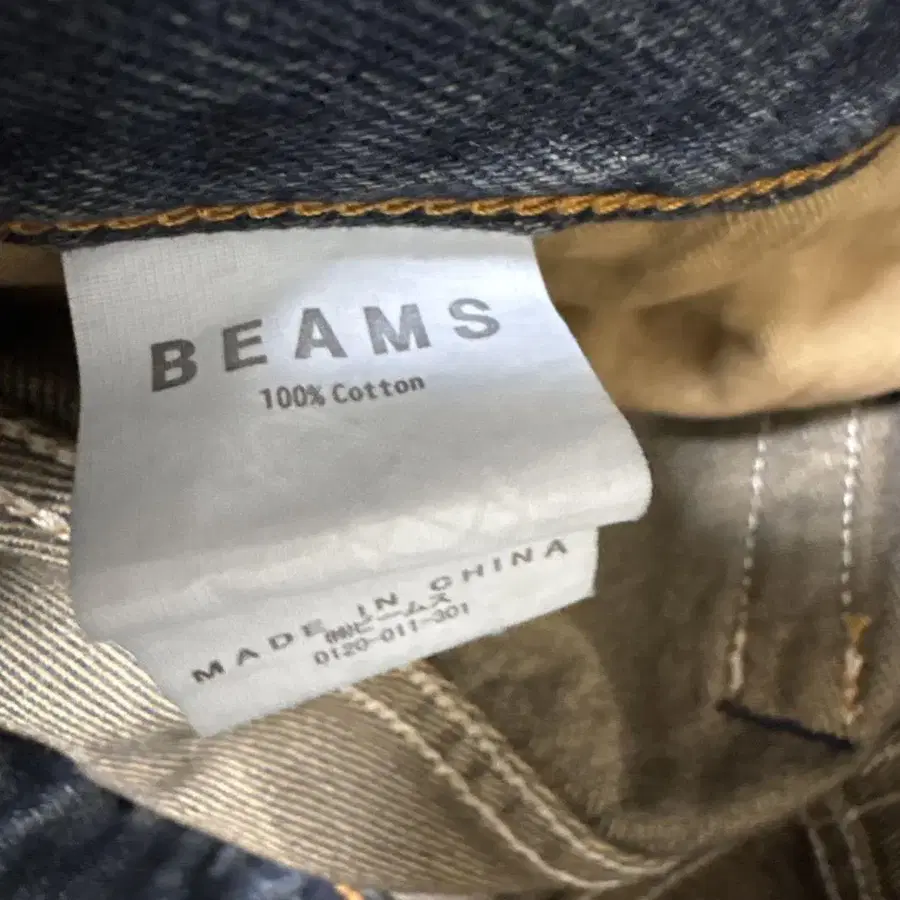 BEAMS
100% Cotton
MADE IN CHINA
㈱ビームス
0120-011-301